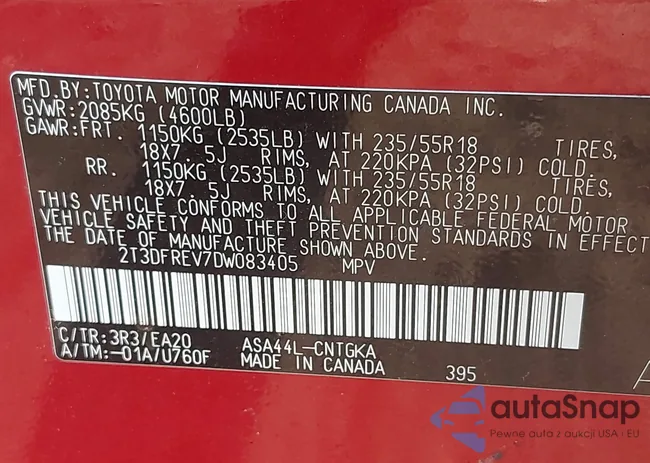 MFD.BY:TOYOTA MOTOR MANUFACTURING CANADA INC.
GVWR:2085KG (4600LB)
GAWR:FRT. 1150KG (2535LB) WITH 235/55R18 TIRES,
18X7.5J RIMS, AT 220KPA (32PSI) COLD.
RR. 1150KG (2535LB) WITH 235/55R18 TIRES,
18X7.5J RIMS, AT 220KPA (32PSI) COLD.
THIS VEHICLE CONFORMS TO ALL APPLICABLE FEDERAL MOTOR
VEHICLE SAFETY AND THEFT PREVENTION STANDARDS IN EFFECT
THE DATE OF MANUFACTURE SHOWN ABOVE.
2T3DFREV7DW083405 MPV
C/TR:3R3/EA20 ASA44L-CNTGKA
A/TM:-01A/U760F MADE IN CANADA 395
autoSnap
Pewne auta z aukcji USA i EU